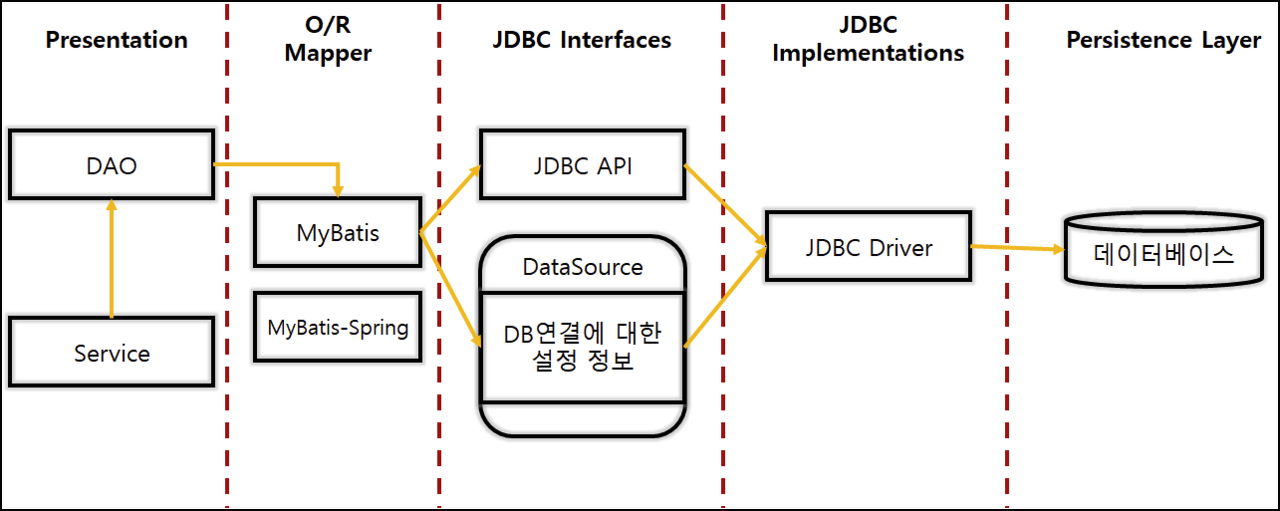 Presentation
O/R
Mapper
JDBC Interfaces
JDBC
Implementations
Persistence Layer
DAO
Service
MyBatis
MyBatis-Spring
JDBC API
DataSource
DB연결에 대한
설정 정보
JDBC Driver
데이터베이스